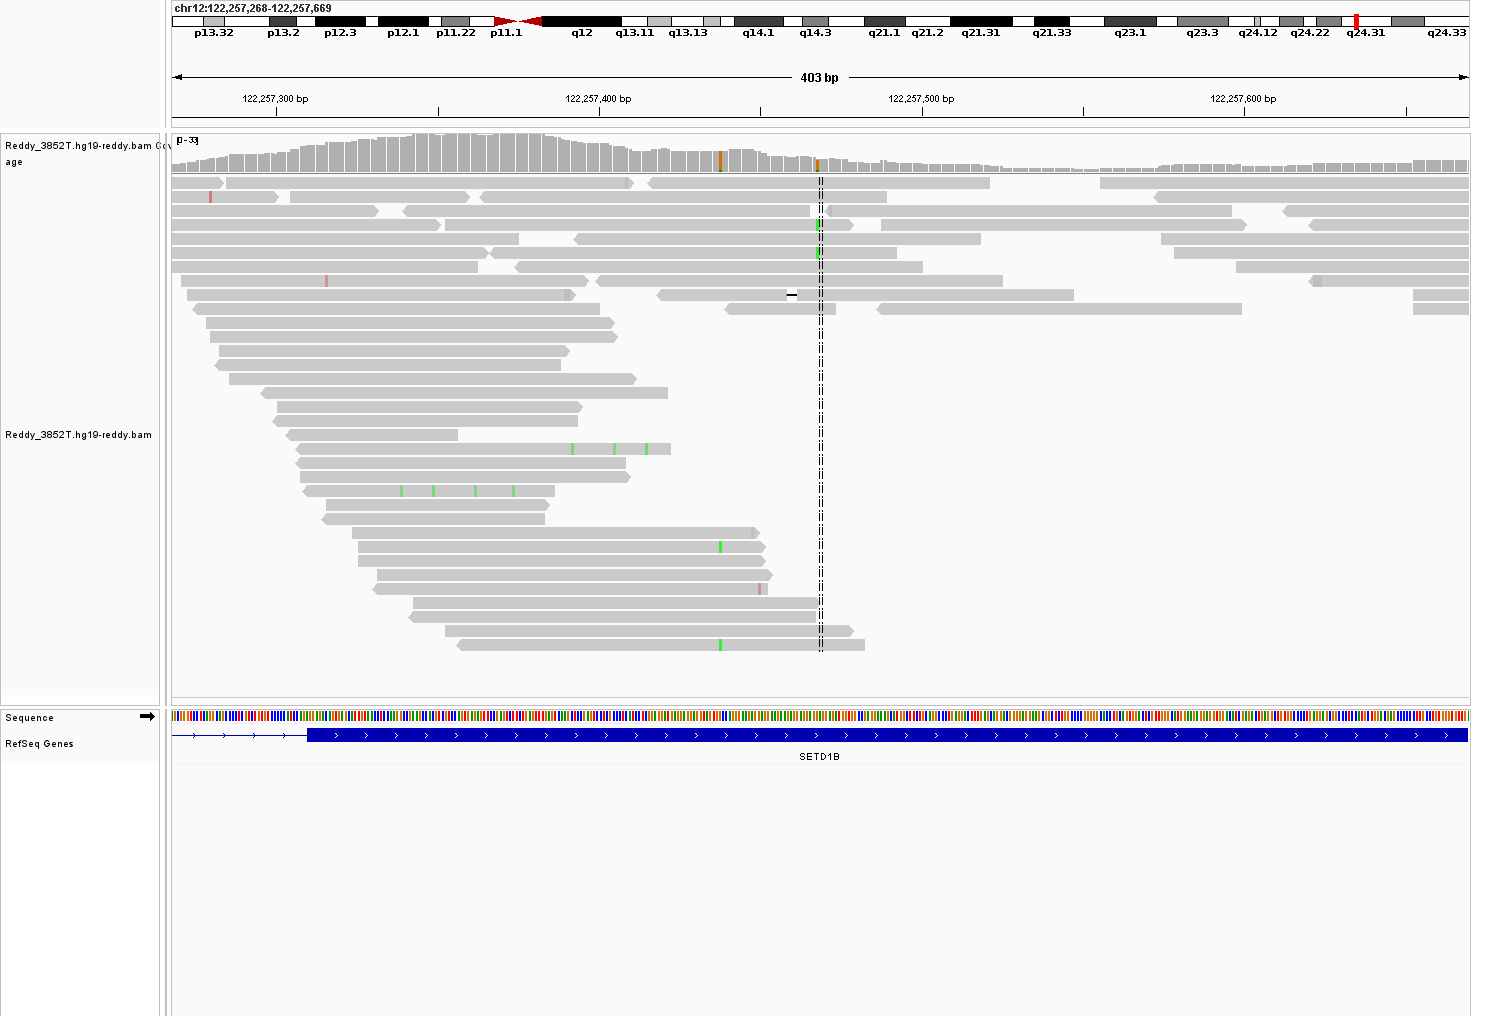 chr12:122,257,268-122,257,669
p13.32 p13.2 p12.3 p12.1 p11.22 p11.1 q12 q13.11 q13.13 q14.1 q14.3 q21.1 q21.2 q21.31 q21.33 q23.1 q23.3 q24.12 q24.22 q24.31 q24.33
403 bp
122,257,300 bp 122,257,400 bp 122,257,500 bp 122,257,600 bp
[0 - 33]
Reddy_3852T.hg19-reddy.bam Cov
age
Reddy_3852T.hg19-reddy.bam
Sequence
RefSeq Genes
SETD1B